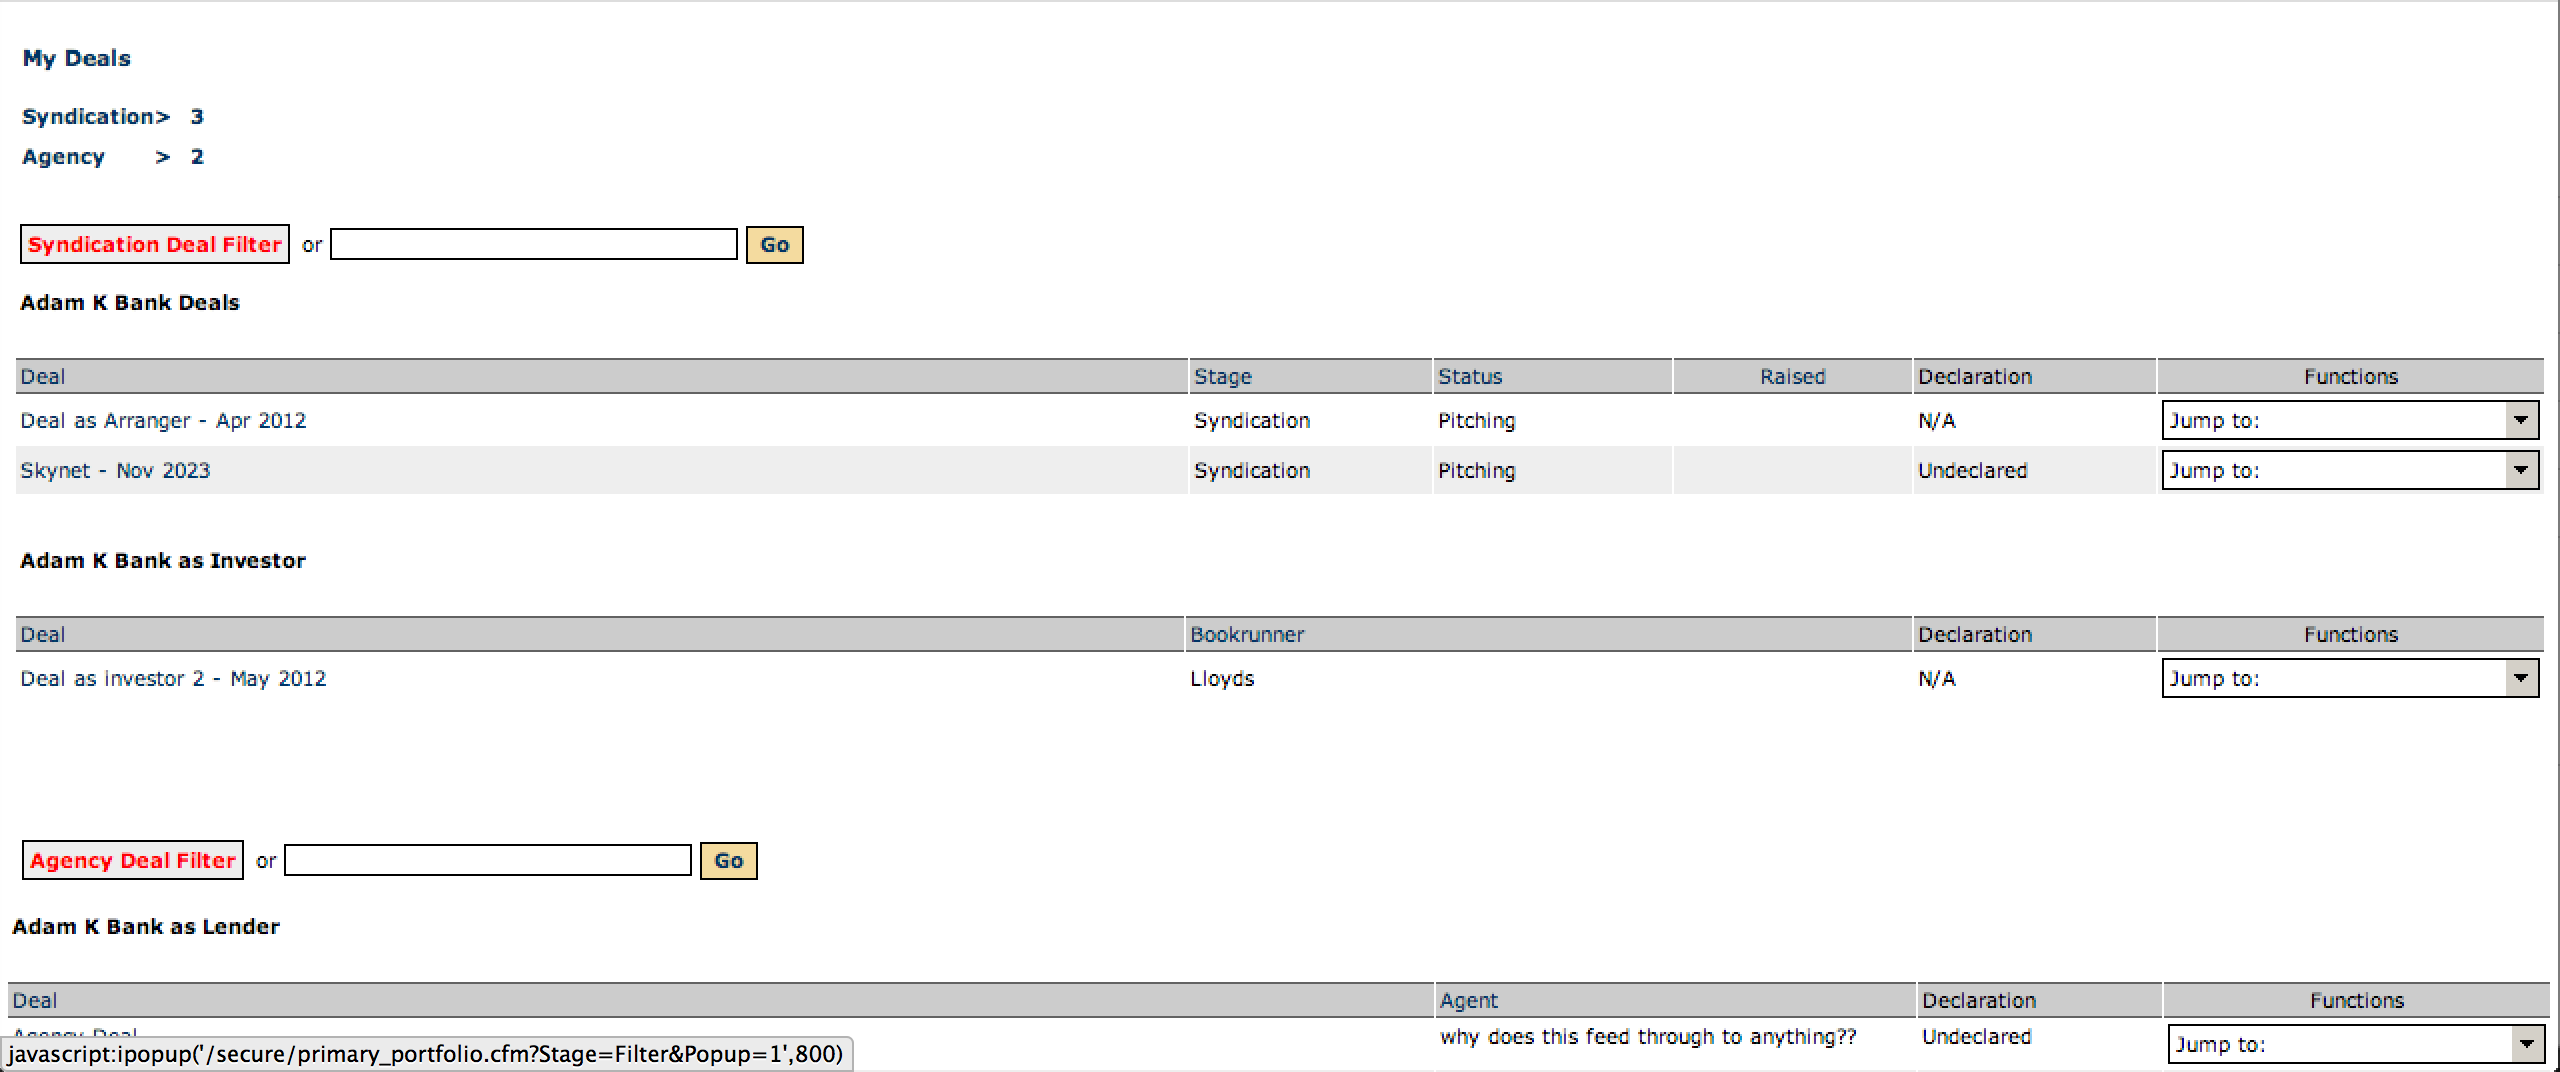 My Deals
Syndication> 3
Agency > 2
Syndication Deal Filter or Go
Adam K Bank Deals
Deal Stage Status Raised Declaration Functions
Deal as Arranger - Apr 2012 Syndication Pitching N/A Jump to:
Skynet - Nov 2023 Syndication Pitching Undeclared Jump to:
Adam K Bank as Investor
Deal Bookrunner Declaration Functions
Deal as investor 2 - May 2012 Lloyds N/A Jump to:
Agency Deal Filter or Go
Adam K Bank as Lender
Deal Agent Declaration Functions
Agency Deal why does this feed through to anything?? Undeclared Jump to:
javascript:ipopup('/secure/primary_portfolio.cfm?Stage=Filter&Popup=1',800)